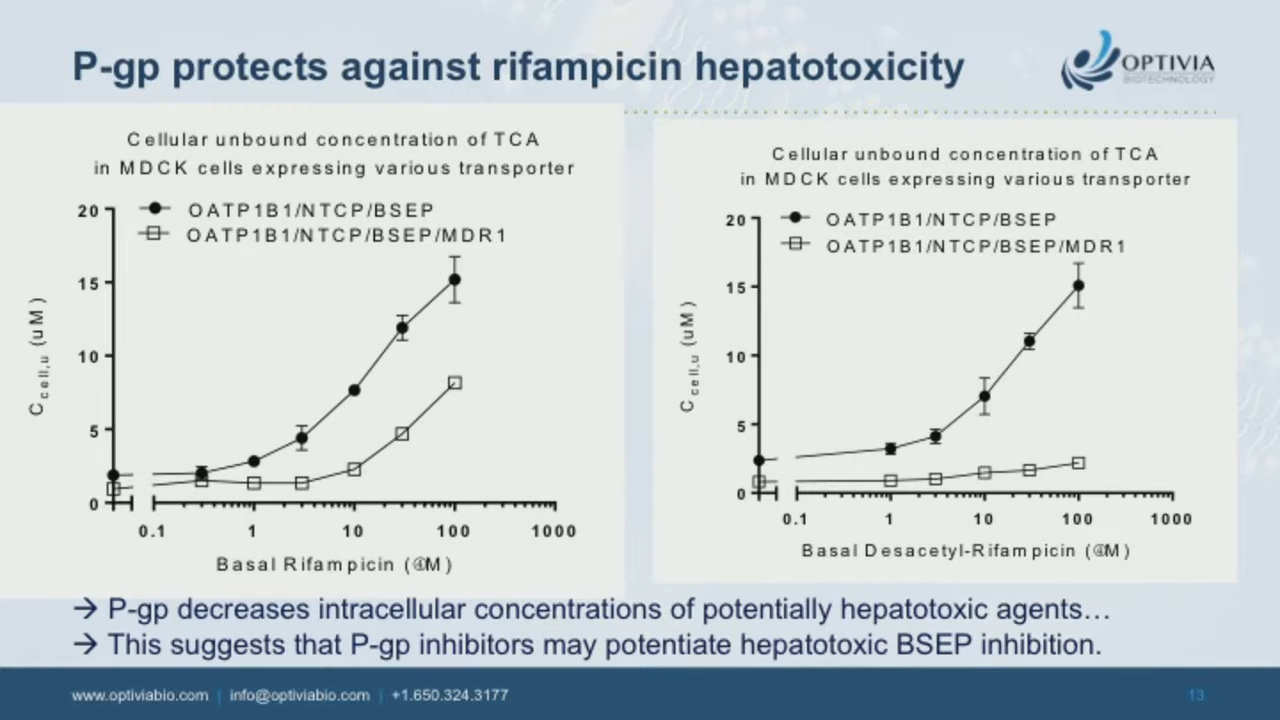 P-gp protects against rifampicin hepatotoxicity
OPTIVIA
BIOTECHNOLOGY
Cellular unbound concentration of TCA
in MDCK cells expressing various transporter
OATP1B1/NTCP/BSEP
OATP1B1/NTCP/BSEP/MDR1
20
15
10
5
0
Ccell,u (uM)
0.1 1 10 100 1000
Basal Rifampicin (M)
Cellular unbound concentration of TCA
in MDCK cells expressing various transporter
OATP1B1/NTCP/BSEP
OATP1B1/NTCP/BSEP/MDR1
20
15
10
5
0
Ccell,u (uM)
0.1 1 10 100 1000
Basal Desacetyl-Rifampicin (M)
→ P-gp decreases intracellular concentrations of potentially hepatotoxic agents…
→ This suggests that P-gp inhibitors may potentiate hepatotoxic BSEP inhibition.
www.optiviabio.com | info@optiviabio.com | +1.650.324.3177
13